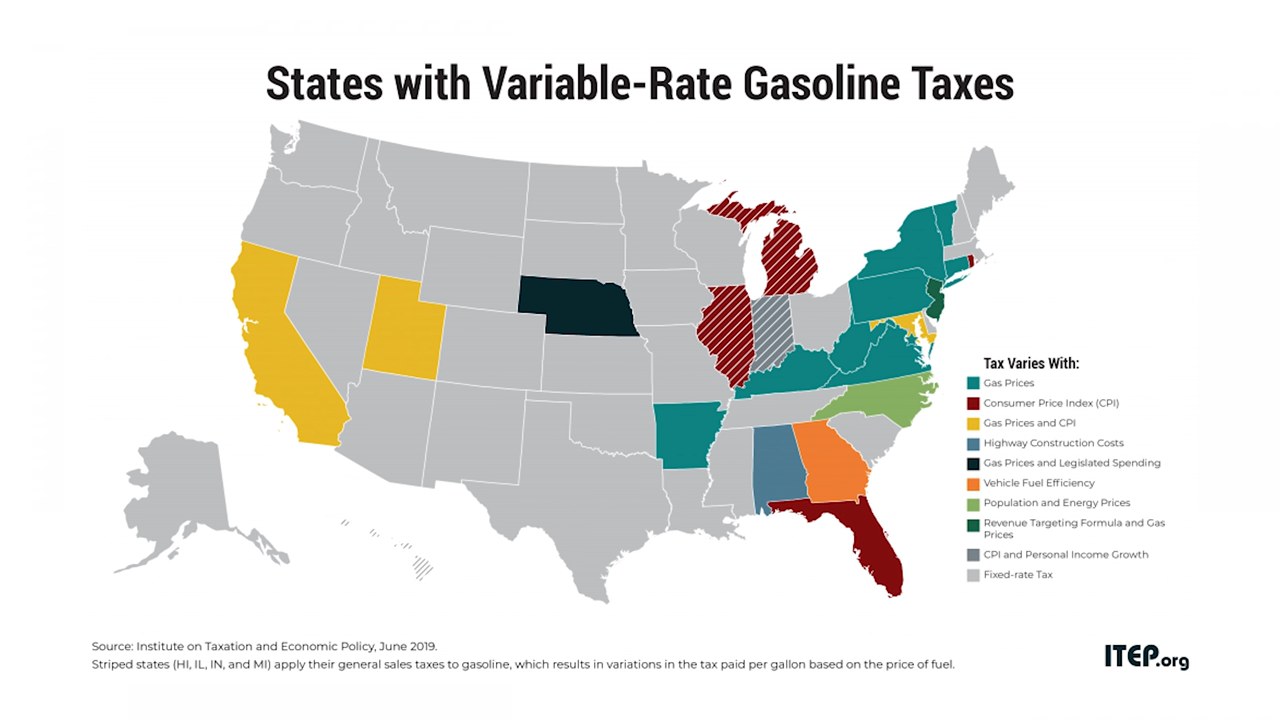 States with Variable-Rate Gasoline Taxes
Tax Varies With:
Gas Prices
Consumer Price Index (CPI)
Gas Prices and CPI
Highway Construction Costs
Gas Prices and Legislated Spending
Vehicle Fuel Efficiency
Population and Energy Prices
Revenue Targeting Formula and Gas
Prices
CPI and Personal Income Growth
Fixed-rate Tax
Source: Institute on Taxation and Economic Policy, June 2019.
Striped states (HI, IL, IN, and MI) apply their general sales taxes to gasoline, which results in variations in the tax paid per gallon based on the price of fuel.
ITEP.org